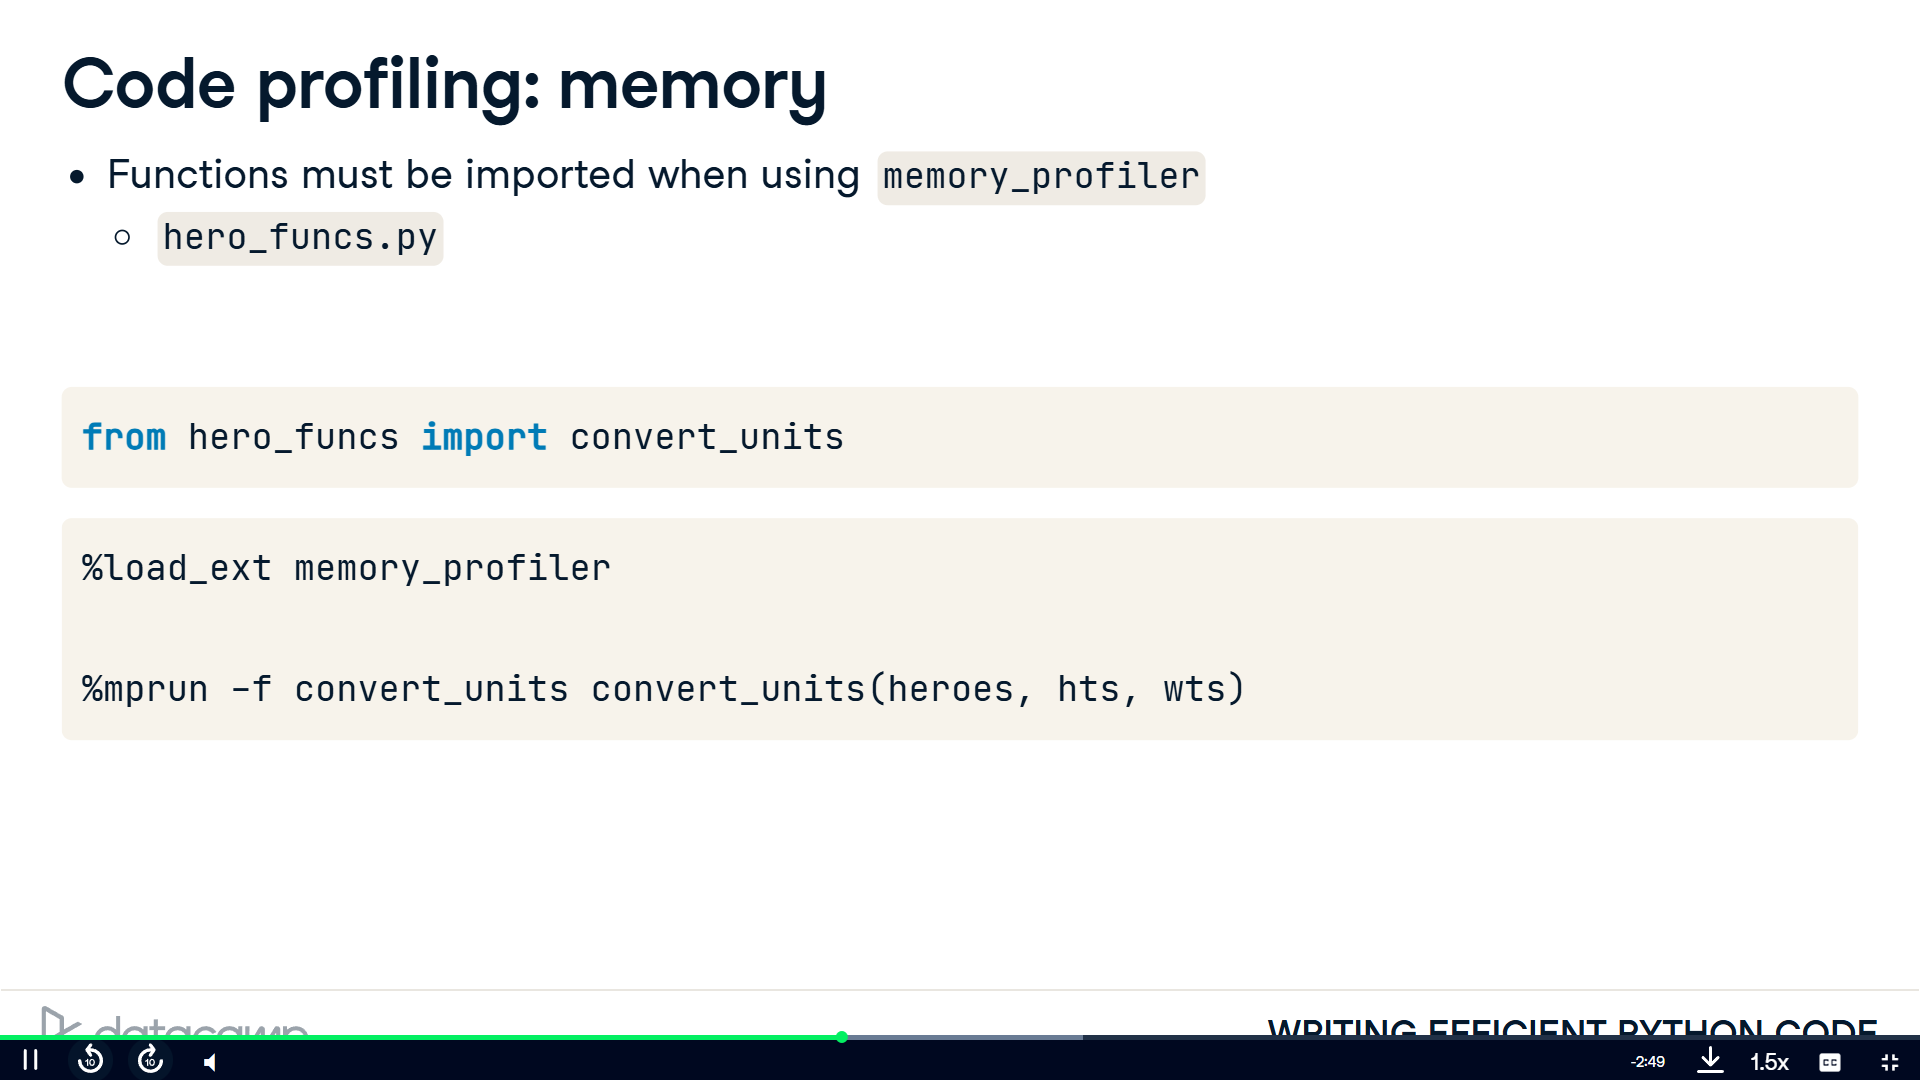 Code profiling: memory
• Functions must be imported when using memory_profiler
○ hero_funcs.py
from hero_funcs import convert_units
%load_ext memory_profiler
%mprun -f convert_units convert_units(heroes, hts, wts)
datacamp
WRITING EFFICIENT PYTHON CODE
10
10
-2:49
1.5x
CC